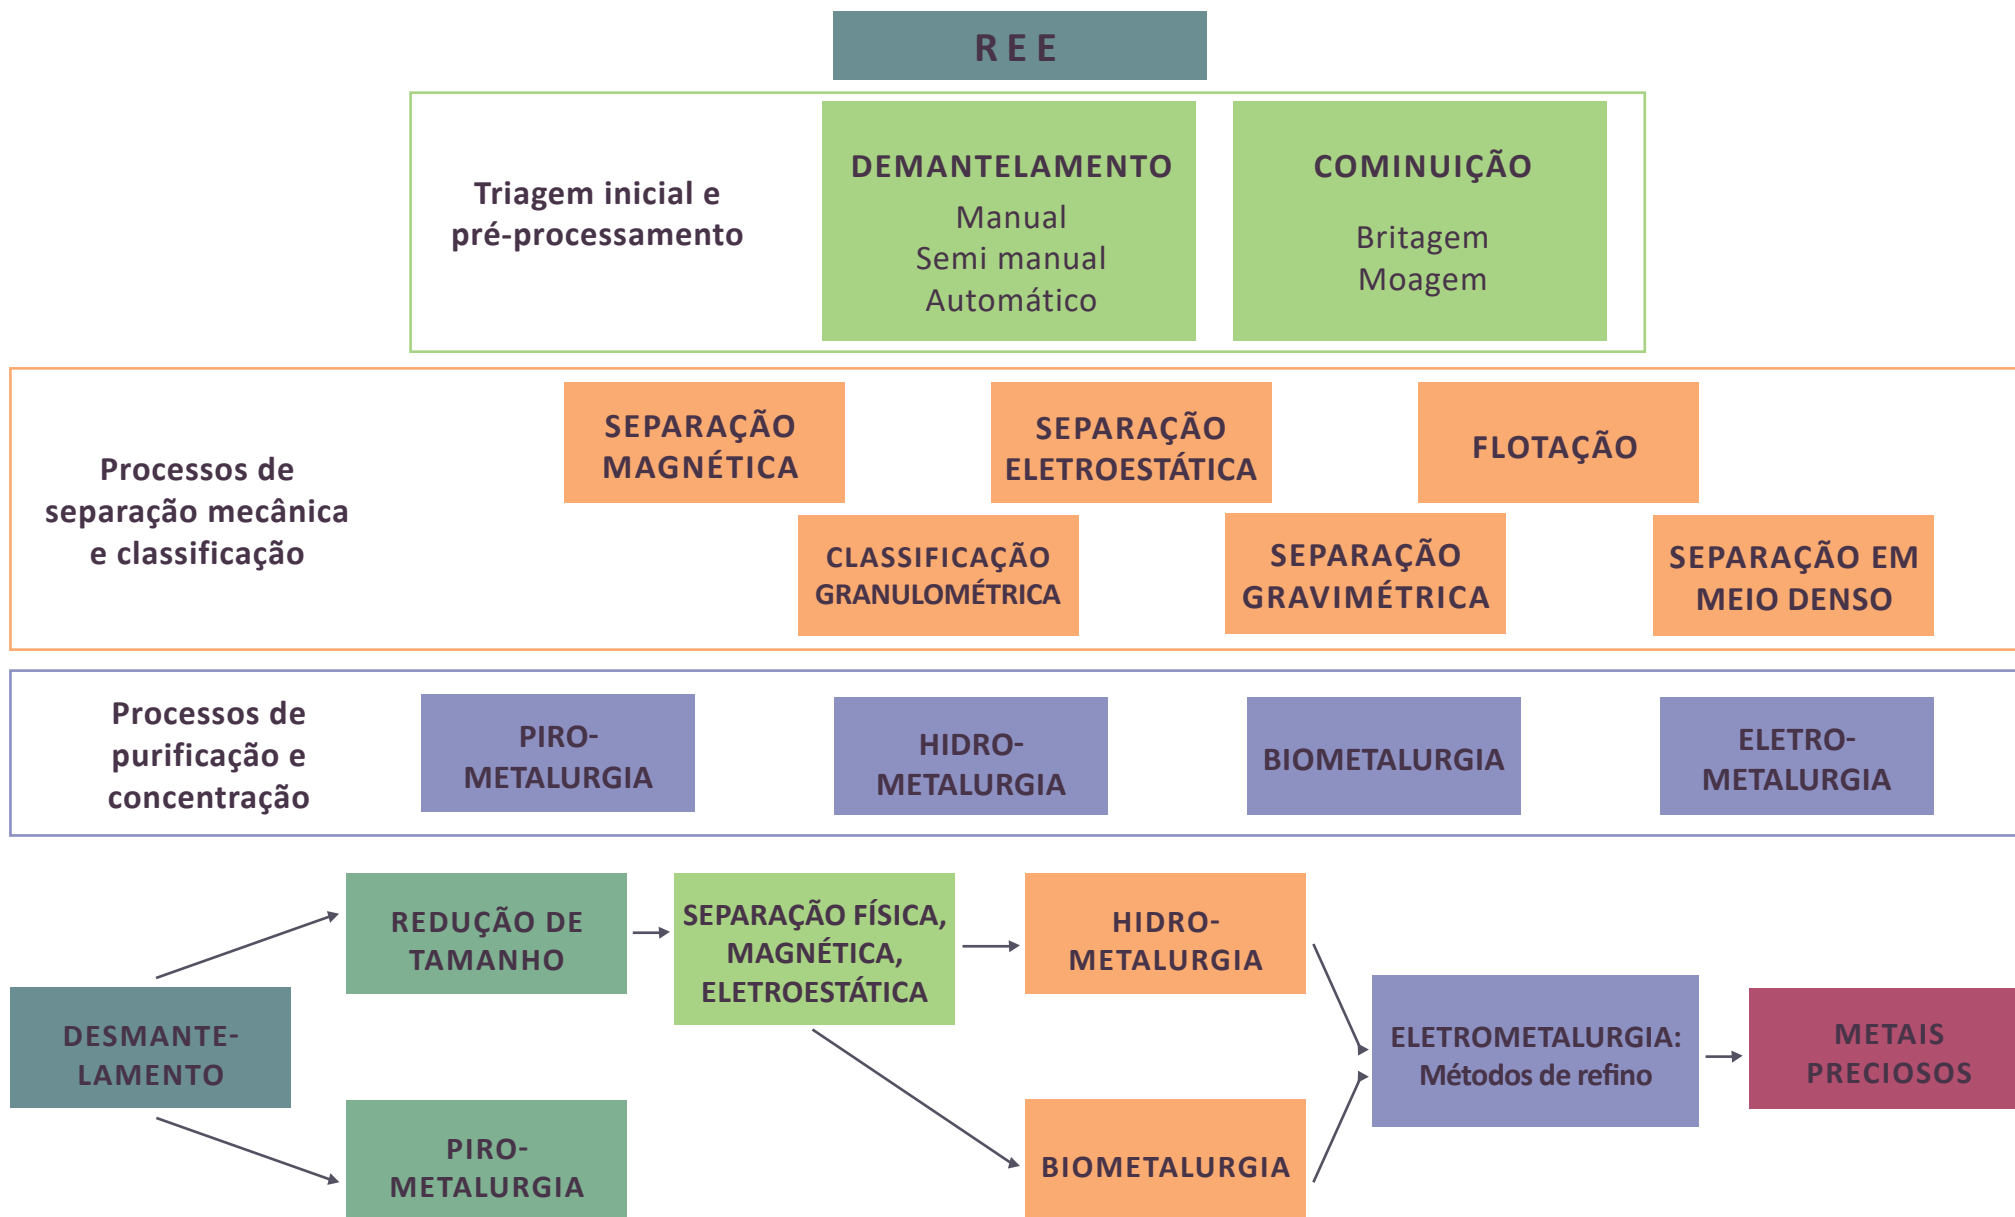 REE
Triagem inicial e
pré-processamento
DEMANTELAMENTO
Manual
Semi manual
Automático
COMINUIÇÃO
Britagem
Moagem
Processos de
separação mecânica
e classificação
SEPARAÇÃO
MAGNÉTICA
SEPARAÇÃO
ELETROESTÁTICA
FLOTAÇÃO
CLASSIFICAÇÃO
GRANULOMÉTRICA
SEPARAÇÃO
GRAVIMÉTRICA
SEPARAÇÃO EM
MEIO DENSO
Processos de
purificação e
concentração
PIRO-
METALURGIA
HIDRO-
METALURGIA
BIOMETALURGIA
ELETRO-
METALURGIA
DESMANTE-
LAMENTO
REDUÇÃO DE
TAMANHO
PIRO-
METALURGIA
SEPARAÇÃO FÍSICA,
MAGNÉTICA,
ELETROESTÁTICA
HIDRO-
METALURGIA
BIOMETALURGIA
ELETROMETALURGIA:
Métodos de refino
METAIS
PRECIOSOS